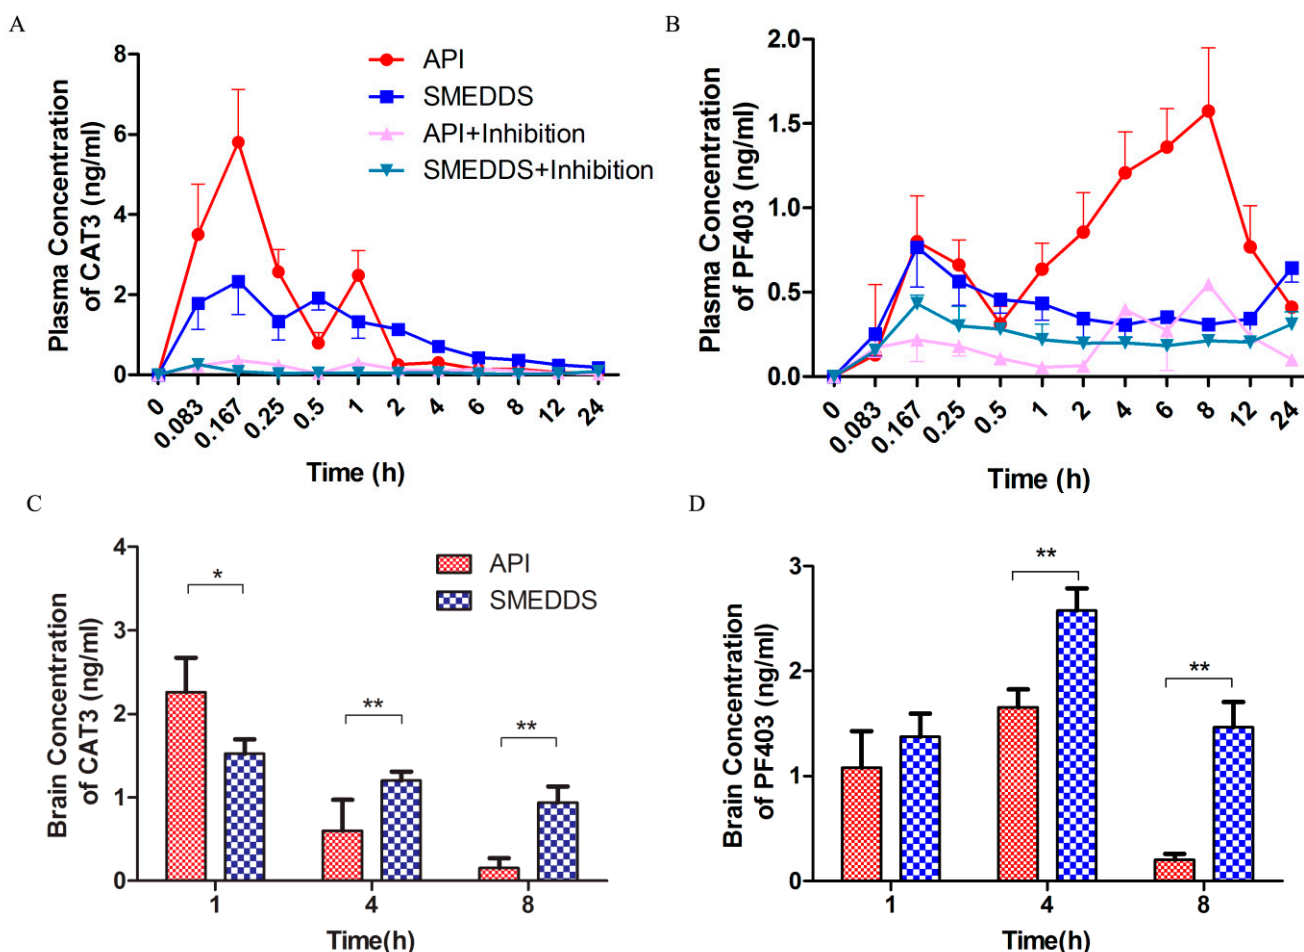 A
Plasma Concentration
of CAT3 (ng/ml)
8
6
4
2
0
API
SMEDDS
API+Inhibition
SMEDDS+Inhibition
0
0.083
0.167
0.25
0.5
1
2
4
6
8
12
24
Time (h)
B
Plasma Concentration
of PF403 (ng/ml)
2.0
1.5
1.0
0.5
0.0
0
0.083
0.167
0.25
0.5
1
2
4
6
8
12
24
Time (h)
C
Brain Concentration
of CAT3 (ng/ml)
4
3
2
1
0
API
SMEDDS
*
**
**
1
4
8
Time(h)
D
Brain Concentration
of PF403 (ng/ml)
3
2
1
0
**
**
1
4
8
Time(h)